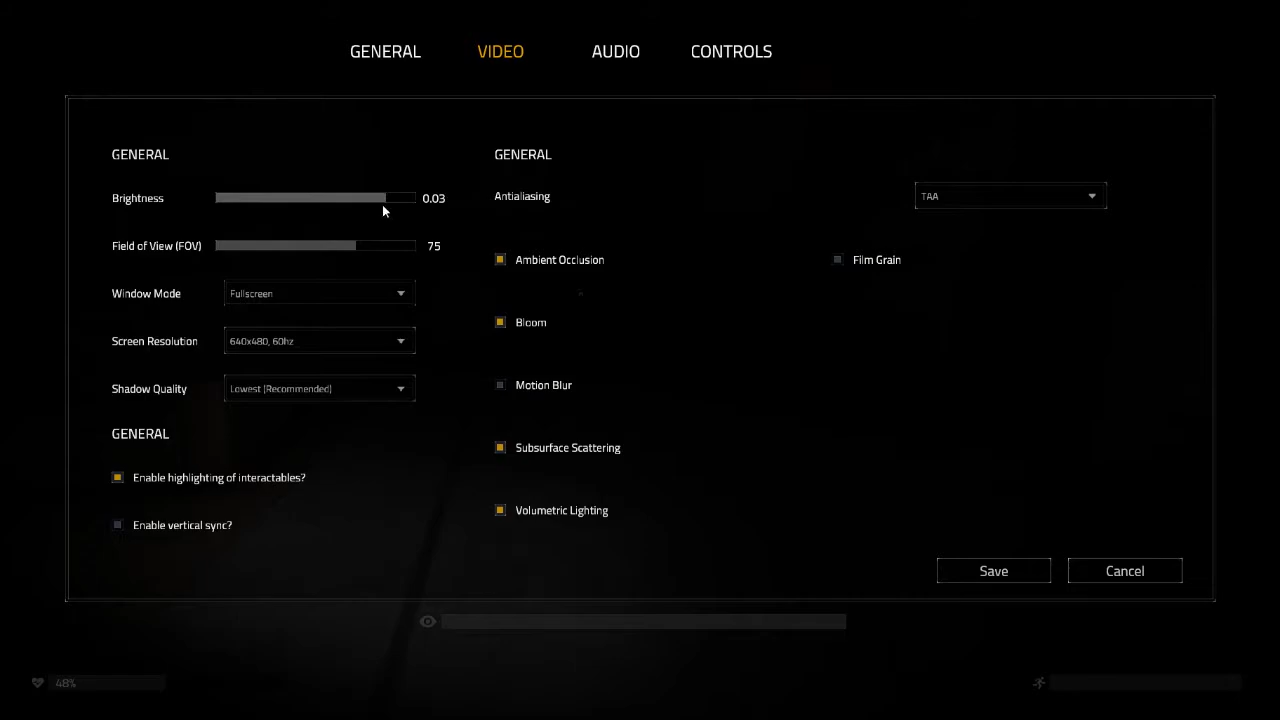 GENERAL VIDEO AUDIO CONTROLS
GENERAL
Brightness 0.03
Field of View (FOV) 75
Window Mode Fullscreen
Screen Resolution 640x480, 60hz
Shadow Quality Lowest (Recommended)
GENERAL
Enable highlighting of interactables?
Enable vertical sync?
GENERAL
Antialiasing TAA
Ambient Occlusion Film Grain
Bloom
Motion Blur
Subsurface Scattering
Volumetric Lighting
Save Cancel
48%